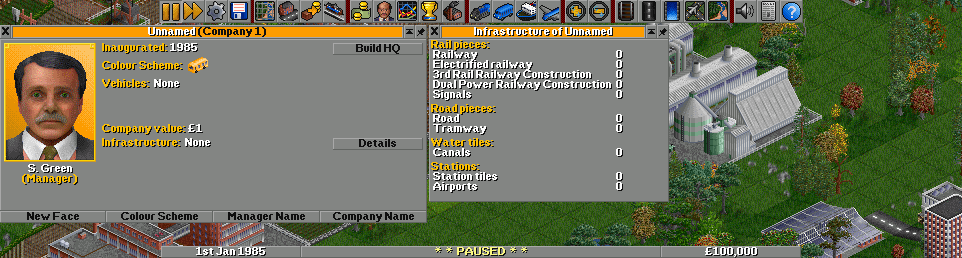 Unnamed (Company 1)
Inaugurated: 1985
Build HQ
Colour Scheme:
Vehicles: None
Company value: £1
Infrastructure: None
Details
S. Green
(Manager)
New Face
Colour Scheme
Manager Name
Company Name
Infrastructure of Unnamed
Rail pieces:
Railway 0
Electrified railway 0
3rd Rail Railway Construction 0
Dual Power Railway Construction 0
Signals 0
Road pieces:
Road 0
Tramway 0
Water tiles:
Canals 0
Stations:
Station tiles 0
Airports 0
1st Jan 1985
* * PAUSED * *
£100,000